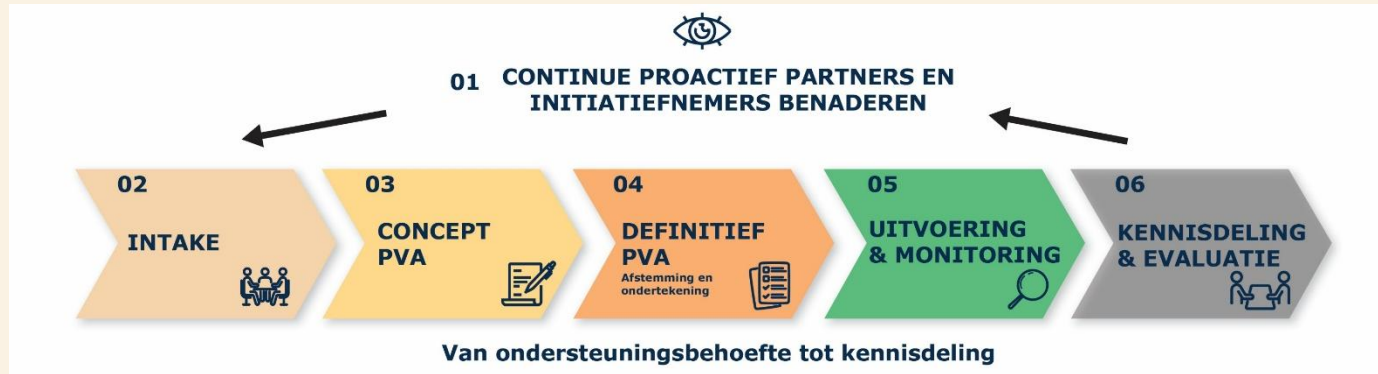 01 CONTINUE PROACTIEF PARTNERS EN
INITIATIEFNEMERS BENADEREN
02
INTAKE
03
CONCEPT
PVA
04
DEFINITIEF
PVA
Afstemming en
ondertekening
05
UITVOERING
& MONITORING
06
KENNISDELING
& EVALUATIE
Van ondersteuningsbehoefte tot kennisdeling